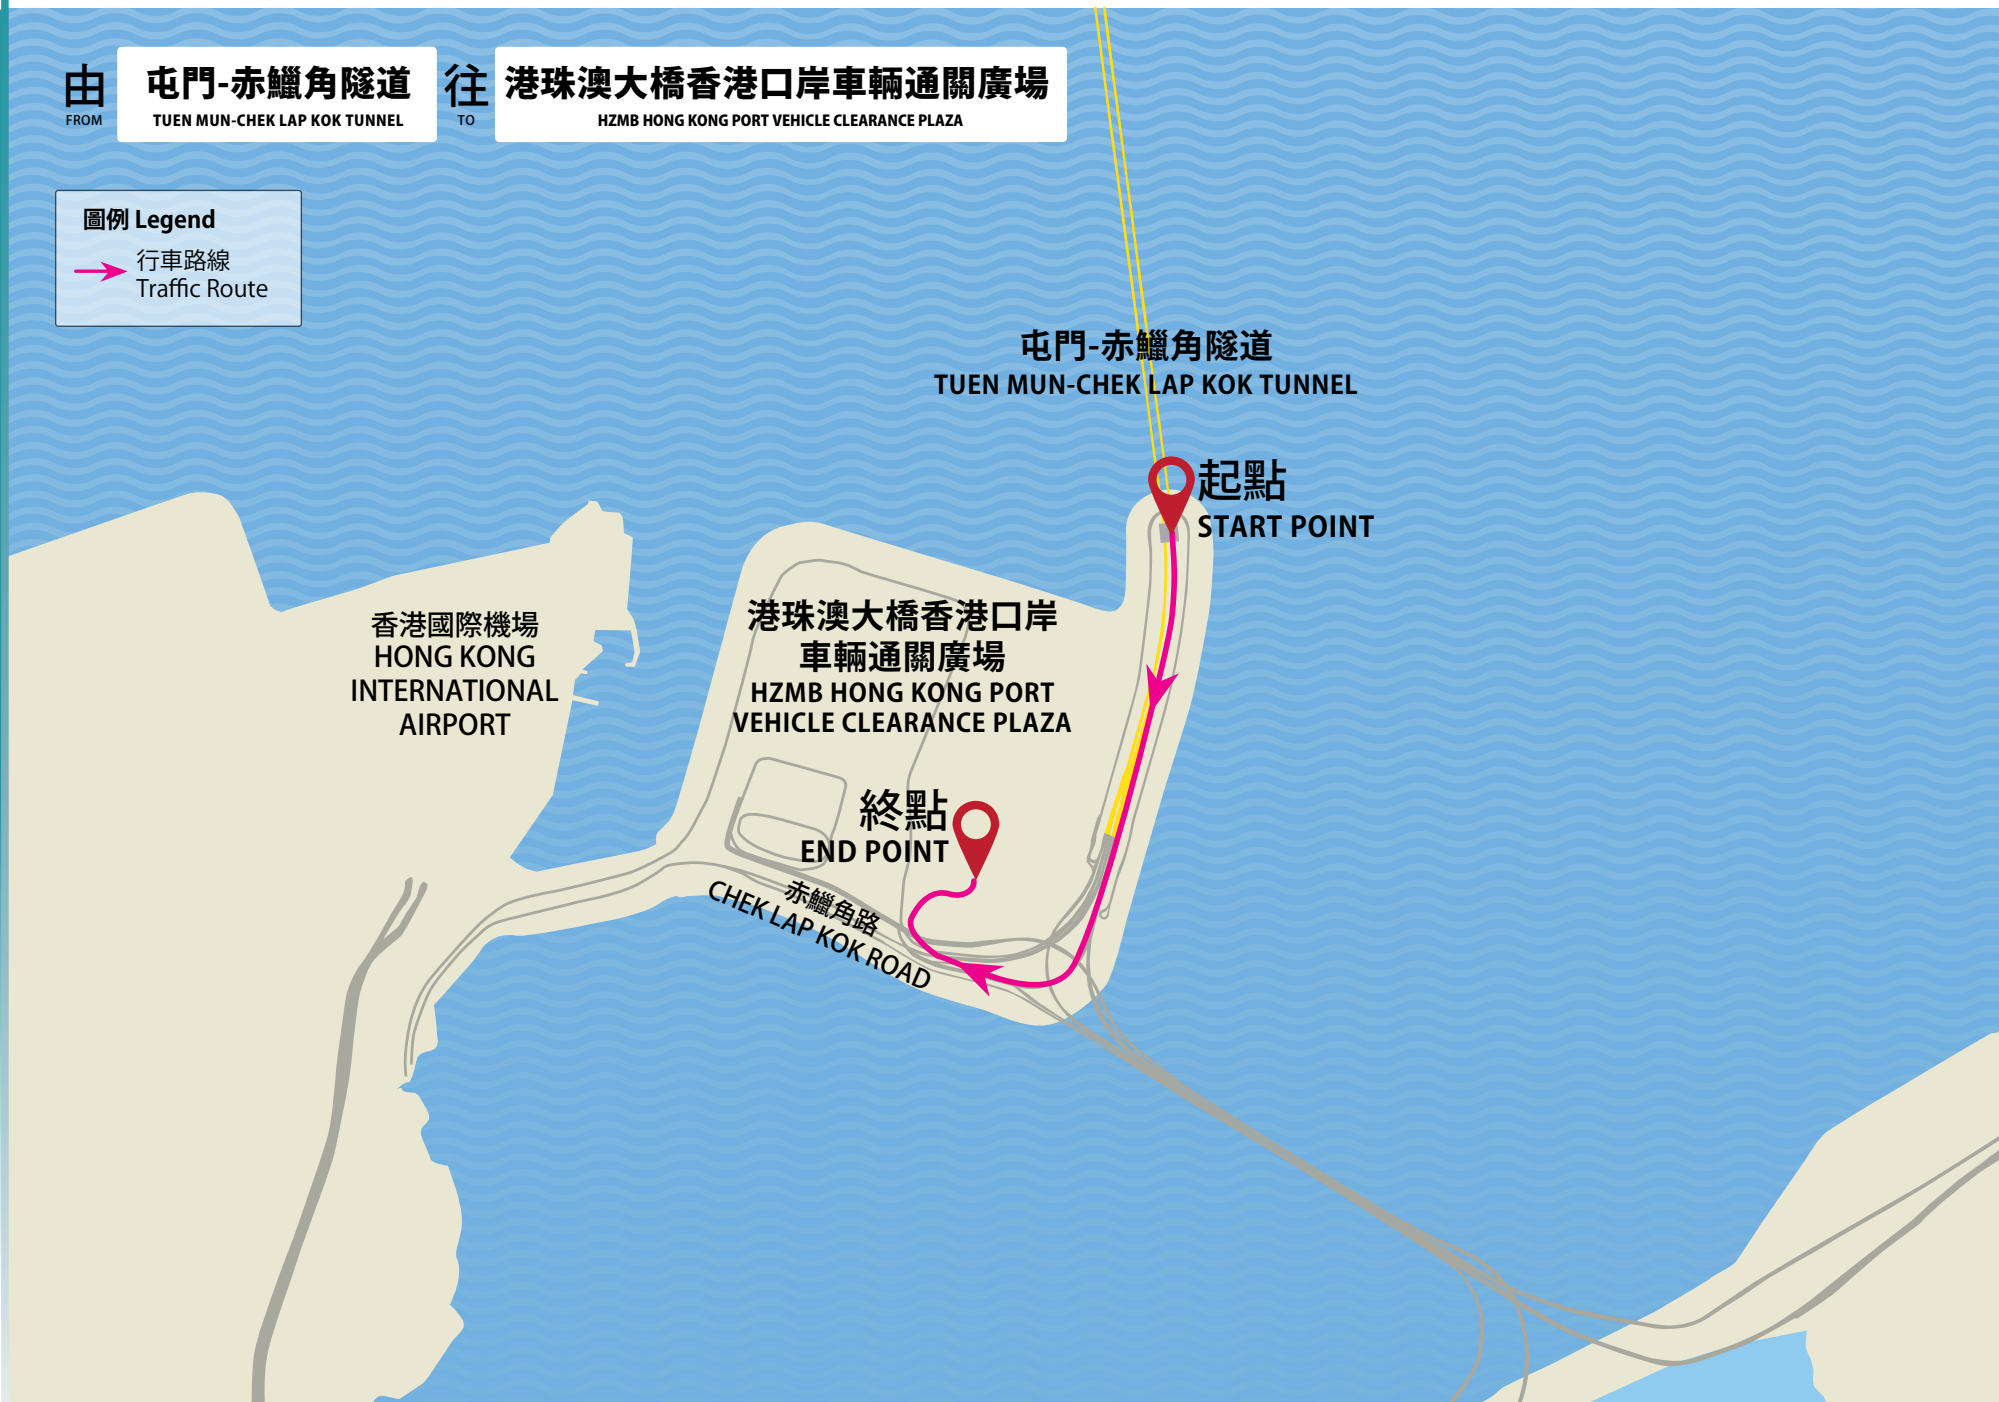 由 屯門-赤鱲角隧道 往 港珠澳大橋香港口岸車輛通關廣場
FROM TUEN MUN-CHEK LAP KOK TUNNEL TO HZMB HONG KONG PORT VEHICLE CLEARANCE PLAZA
圖例 Legend
行車路線
Traffic Route
屯門-赤鱲角隧道
TUEN MUN-CHEK LAP KOK TUNNEL
起點
START POINT
香港國際機場
HONG KONG
INTERNATIONAL
AIRPORT
港珠澳大橋香港口岸
車輛通關廣場
HZMB HONG KONG PORT
VEHICLE CLEARANCE PLAZA
終點
END POINT
赤鱲角路
CHEK LAP KOK ROAD